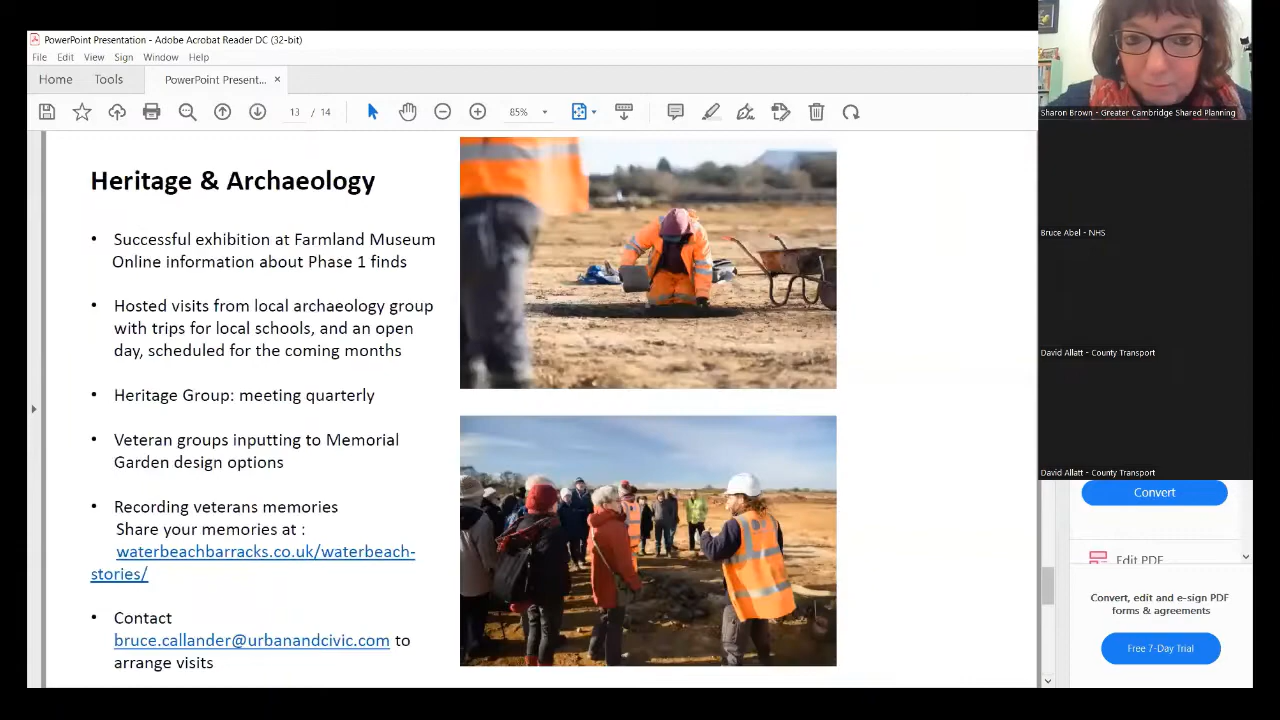 PowerPoint Presentation - Adobe Acrobat Reader DC (32-bit)
File Edit View Sign Window Help
Home Tools PowerPoint Present... ×
13 / 14 85%
Heritage & Archaeology
• Successful exhibition at Farmland Museum
Online information about Phase 1 finds
• Hosted visits from local archaeology group
with trips for local schools, and an open
day, scheduled for the coming months
• Heritage Group: meeting quarterly
• Veteran groups inputting to Memorial
Garden design options
• Recording veterans memories
Share your memories at :
waterbeachbarracks.co.uk/waterbeach-
stories/
• Contact
bruce.callander@urbanandcivic.com to
arrange visits
Sharon Brown - Greater Cambridge Shared Planning
Bruce Abel - NHS
David Allatt - County Transport
David Allatt - County Transport
Convert
Edit PDF
Convert, edit and e-sign PDF
forms & agreements
Free 7-Day Trial